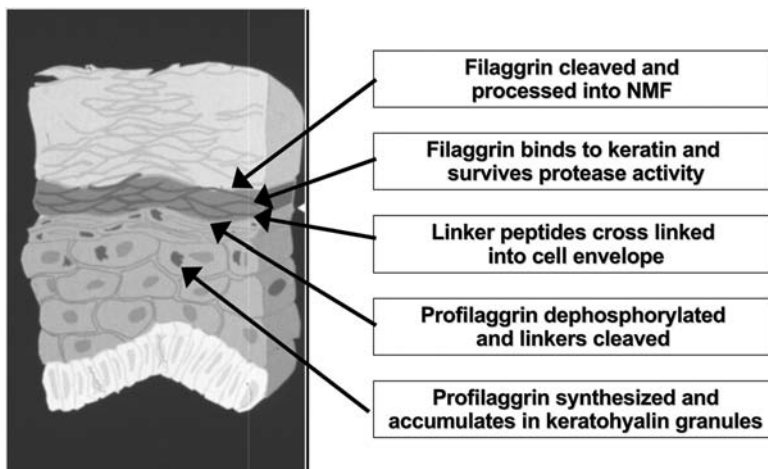 Filaggrin cleaved and
processed into NMF
Filaggrin binds to keratin and
survives protease activity
Linker peptides cross linked
into cell envelope
Profilaggrin dephosphorylated
and linkers cleaved
Profilaggrin synthesized and
accumulates in keratohyalin granules